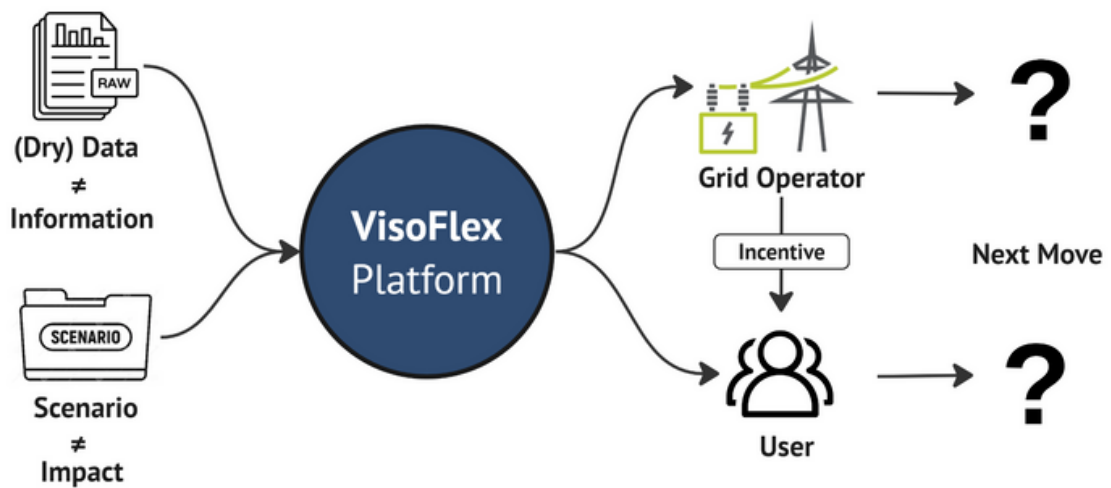 RAW
(Dry) Data
≠
Information
SCENARIO
Scenario
≠
Impact
VisoFlex
Platform
Grid Operator
Incentive
User
?
Next Move
?